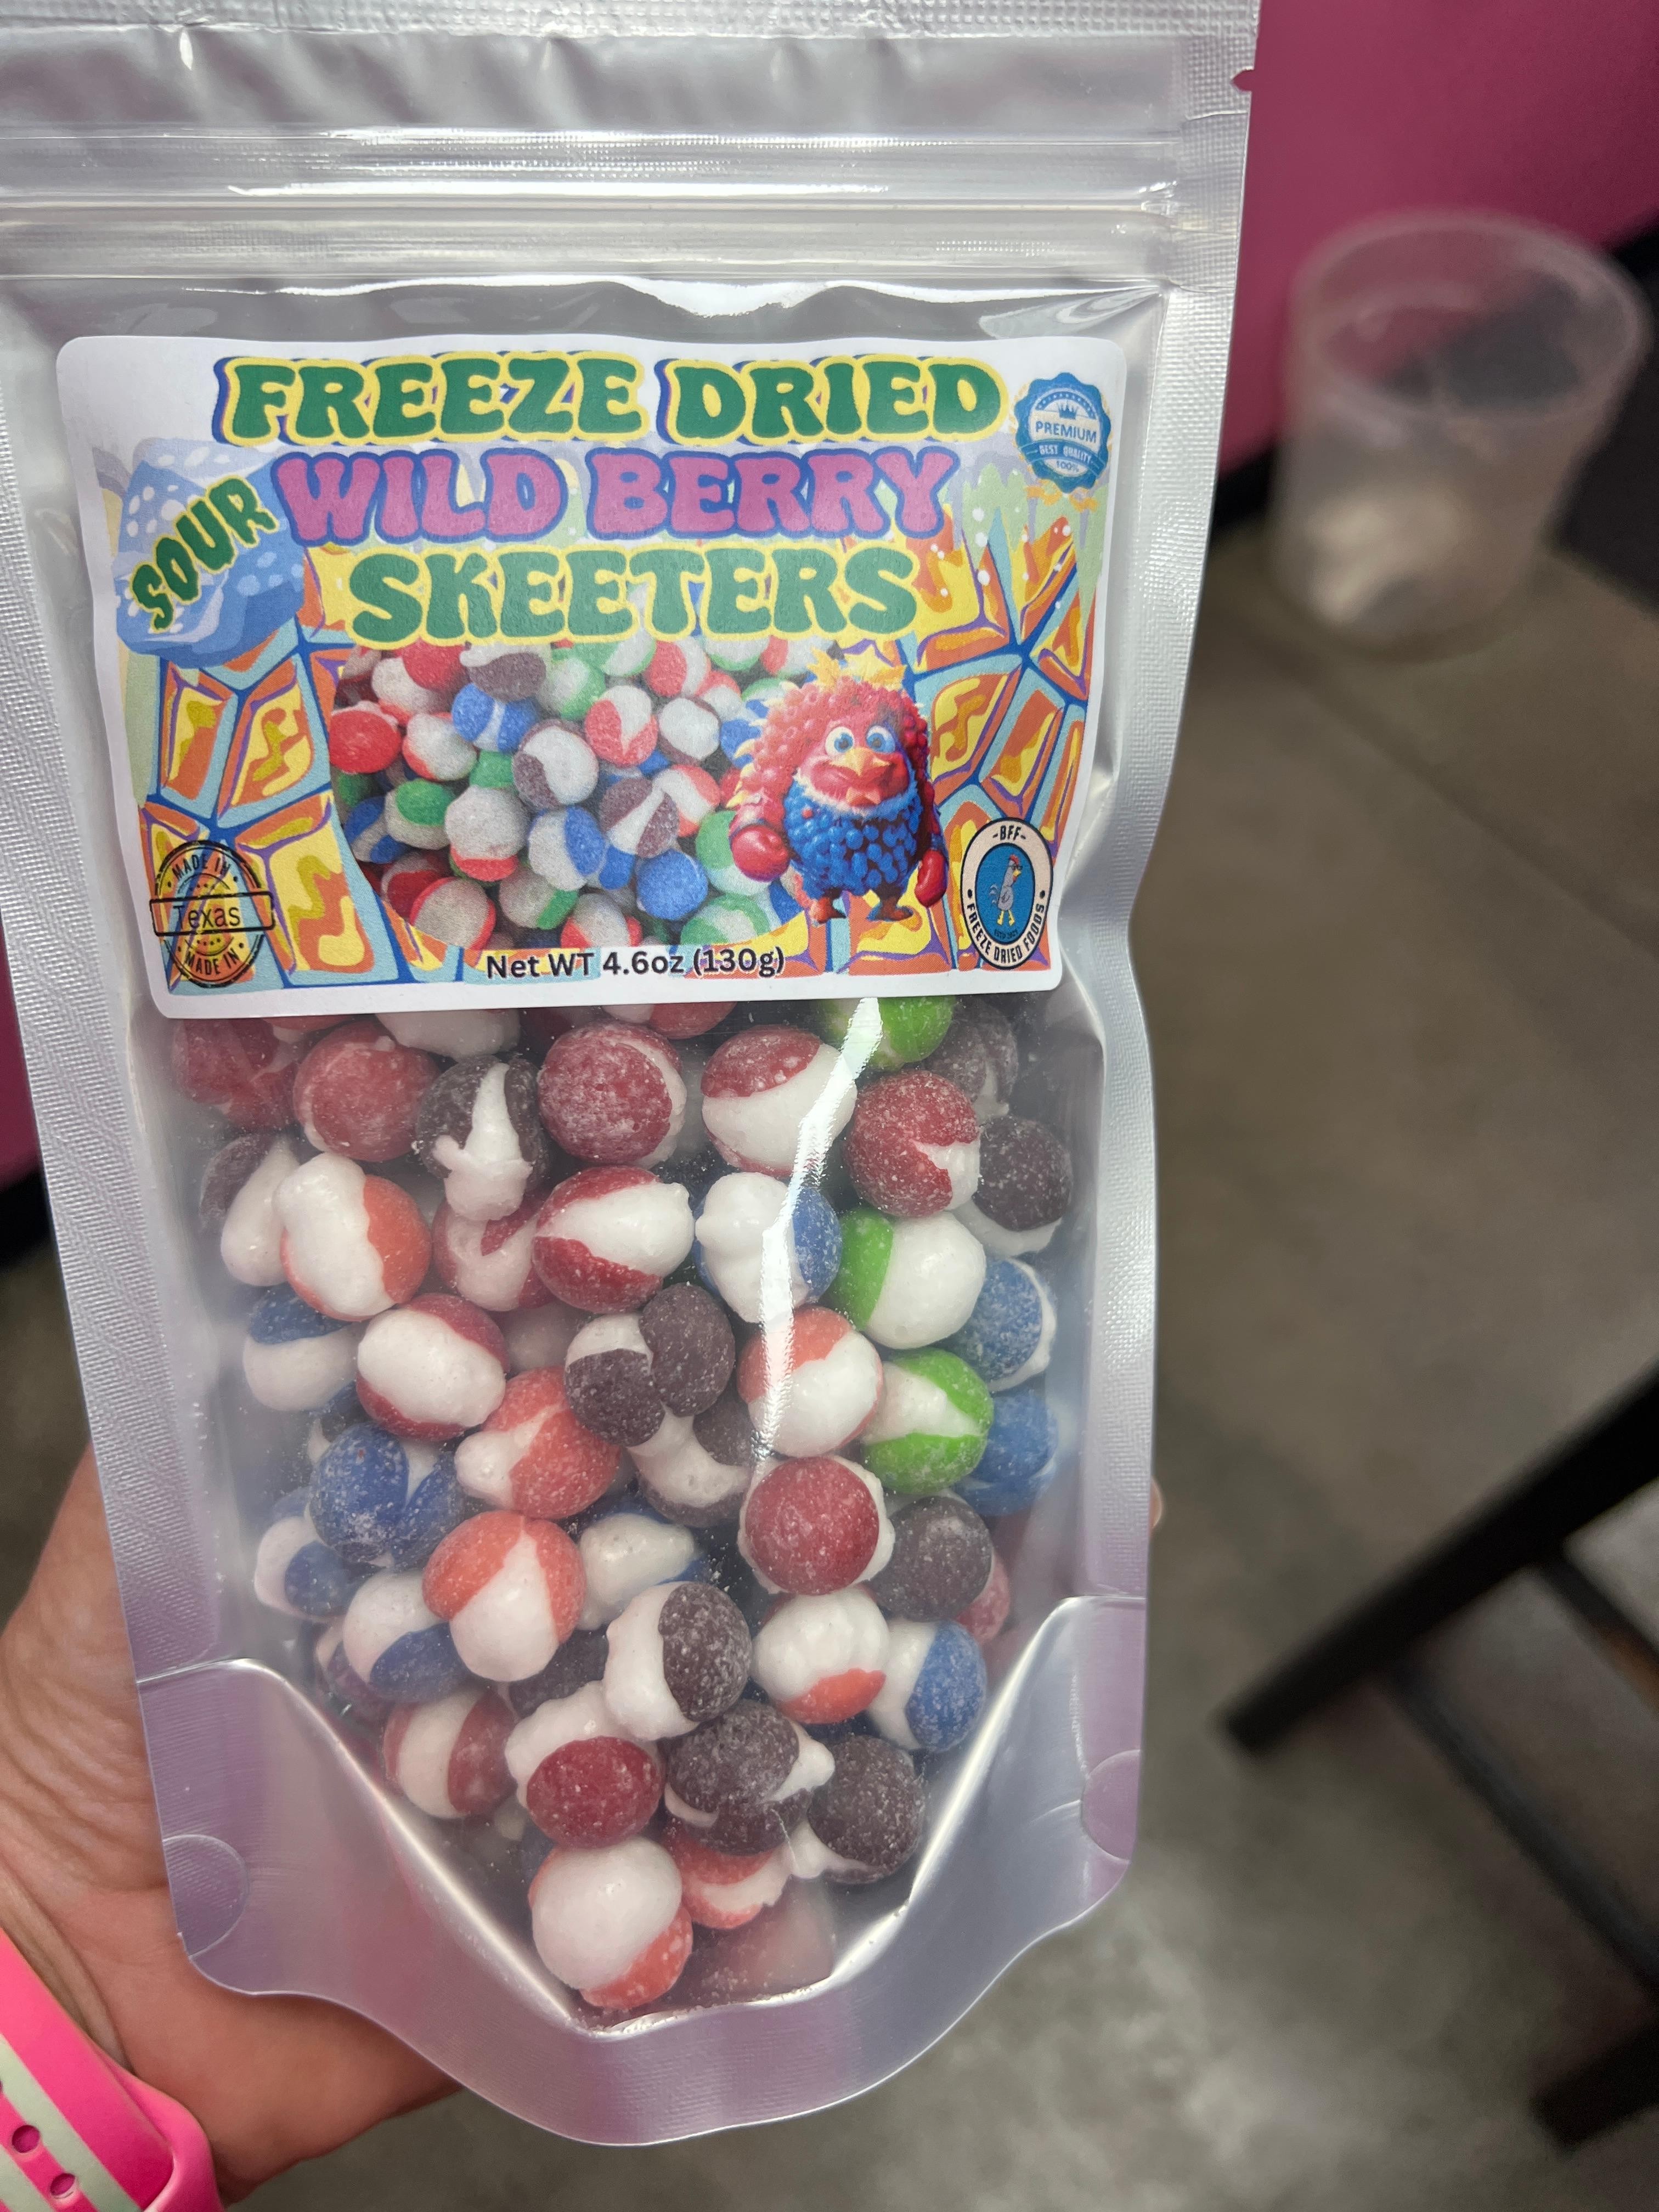 FREEZE DRIED
SOUR
WILD BERRY
SKEETERS
PREMIUM
BEST QUALITY
100%
MADE IN
Texas
MADE IN
-BFF-
FREEZE DRIED FOODS
Net WT 4.6oz (130g)